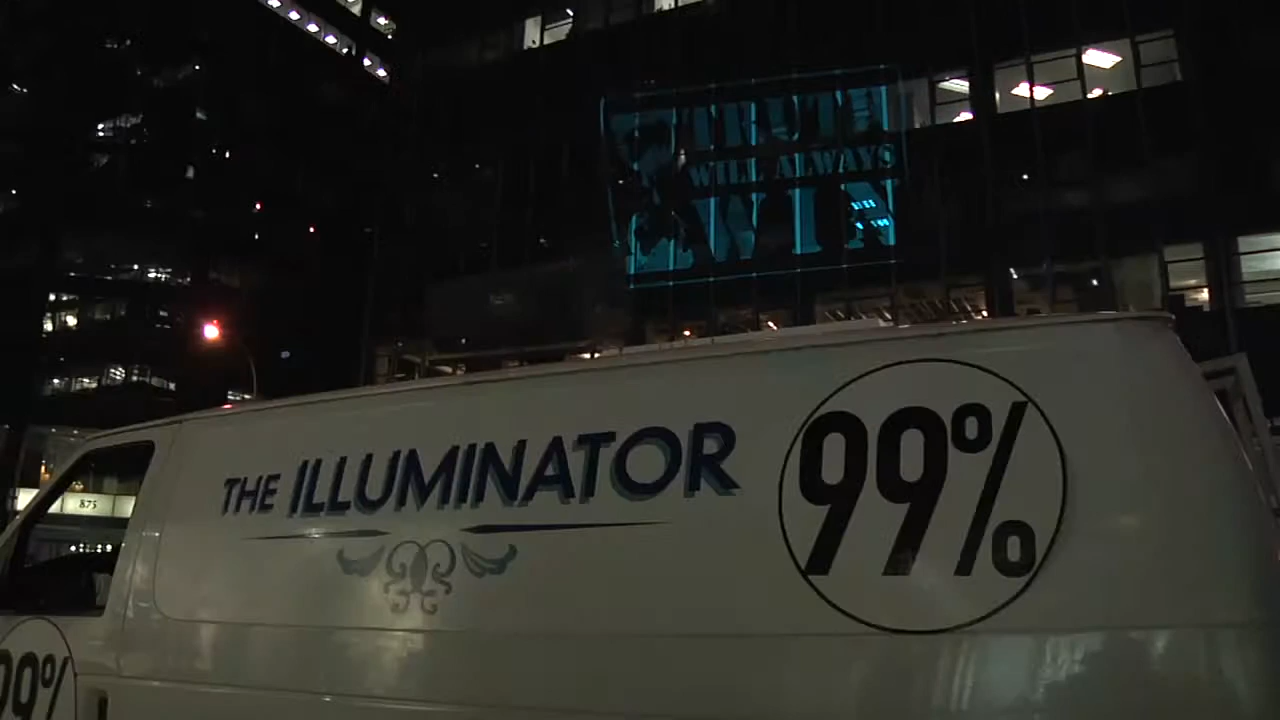 TRUTH
WILL ALWAYS
WIN
THE ILLUMINATOR
99%
875
99%